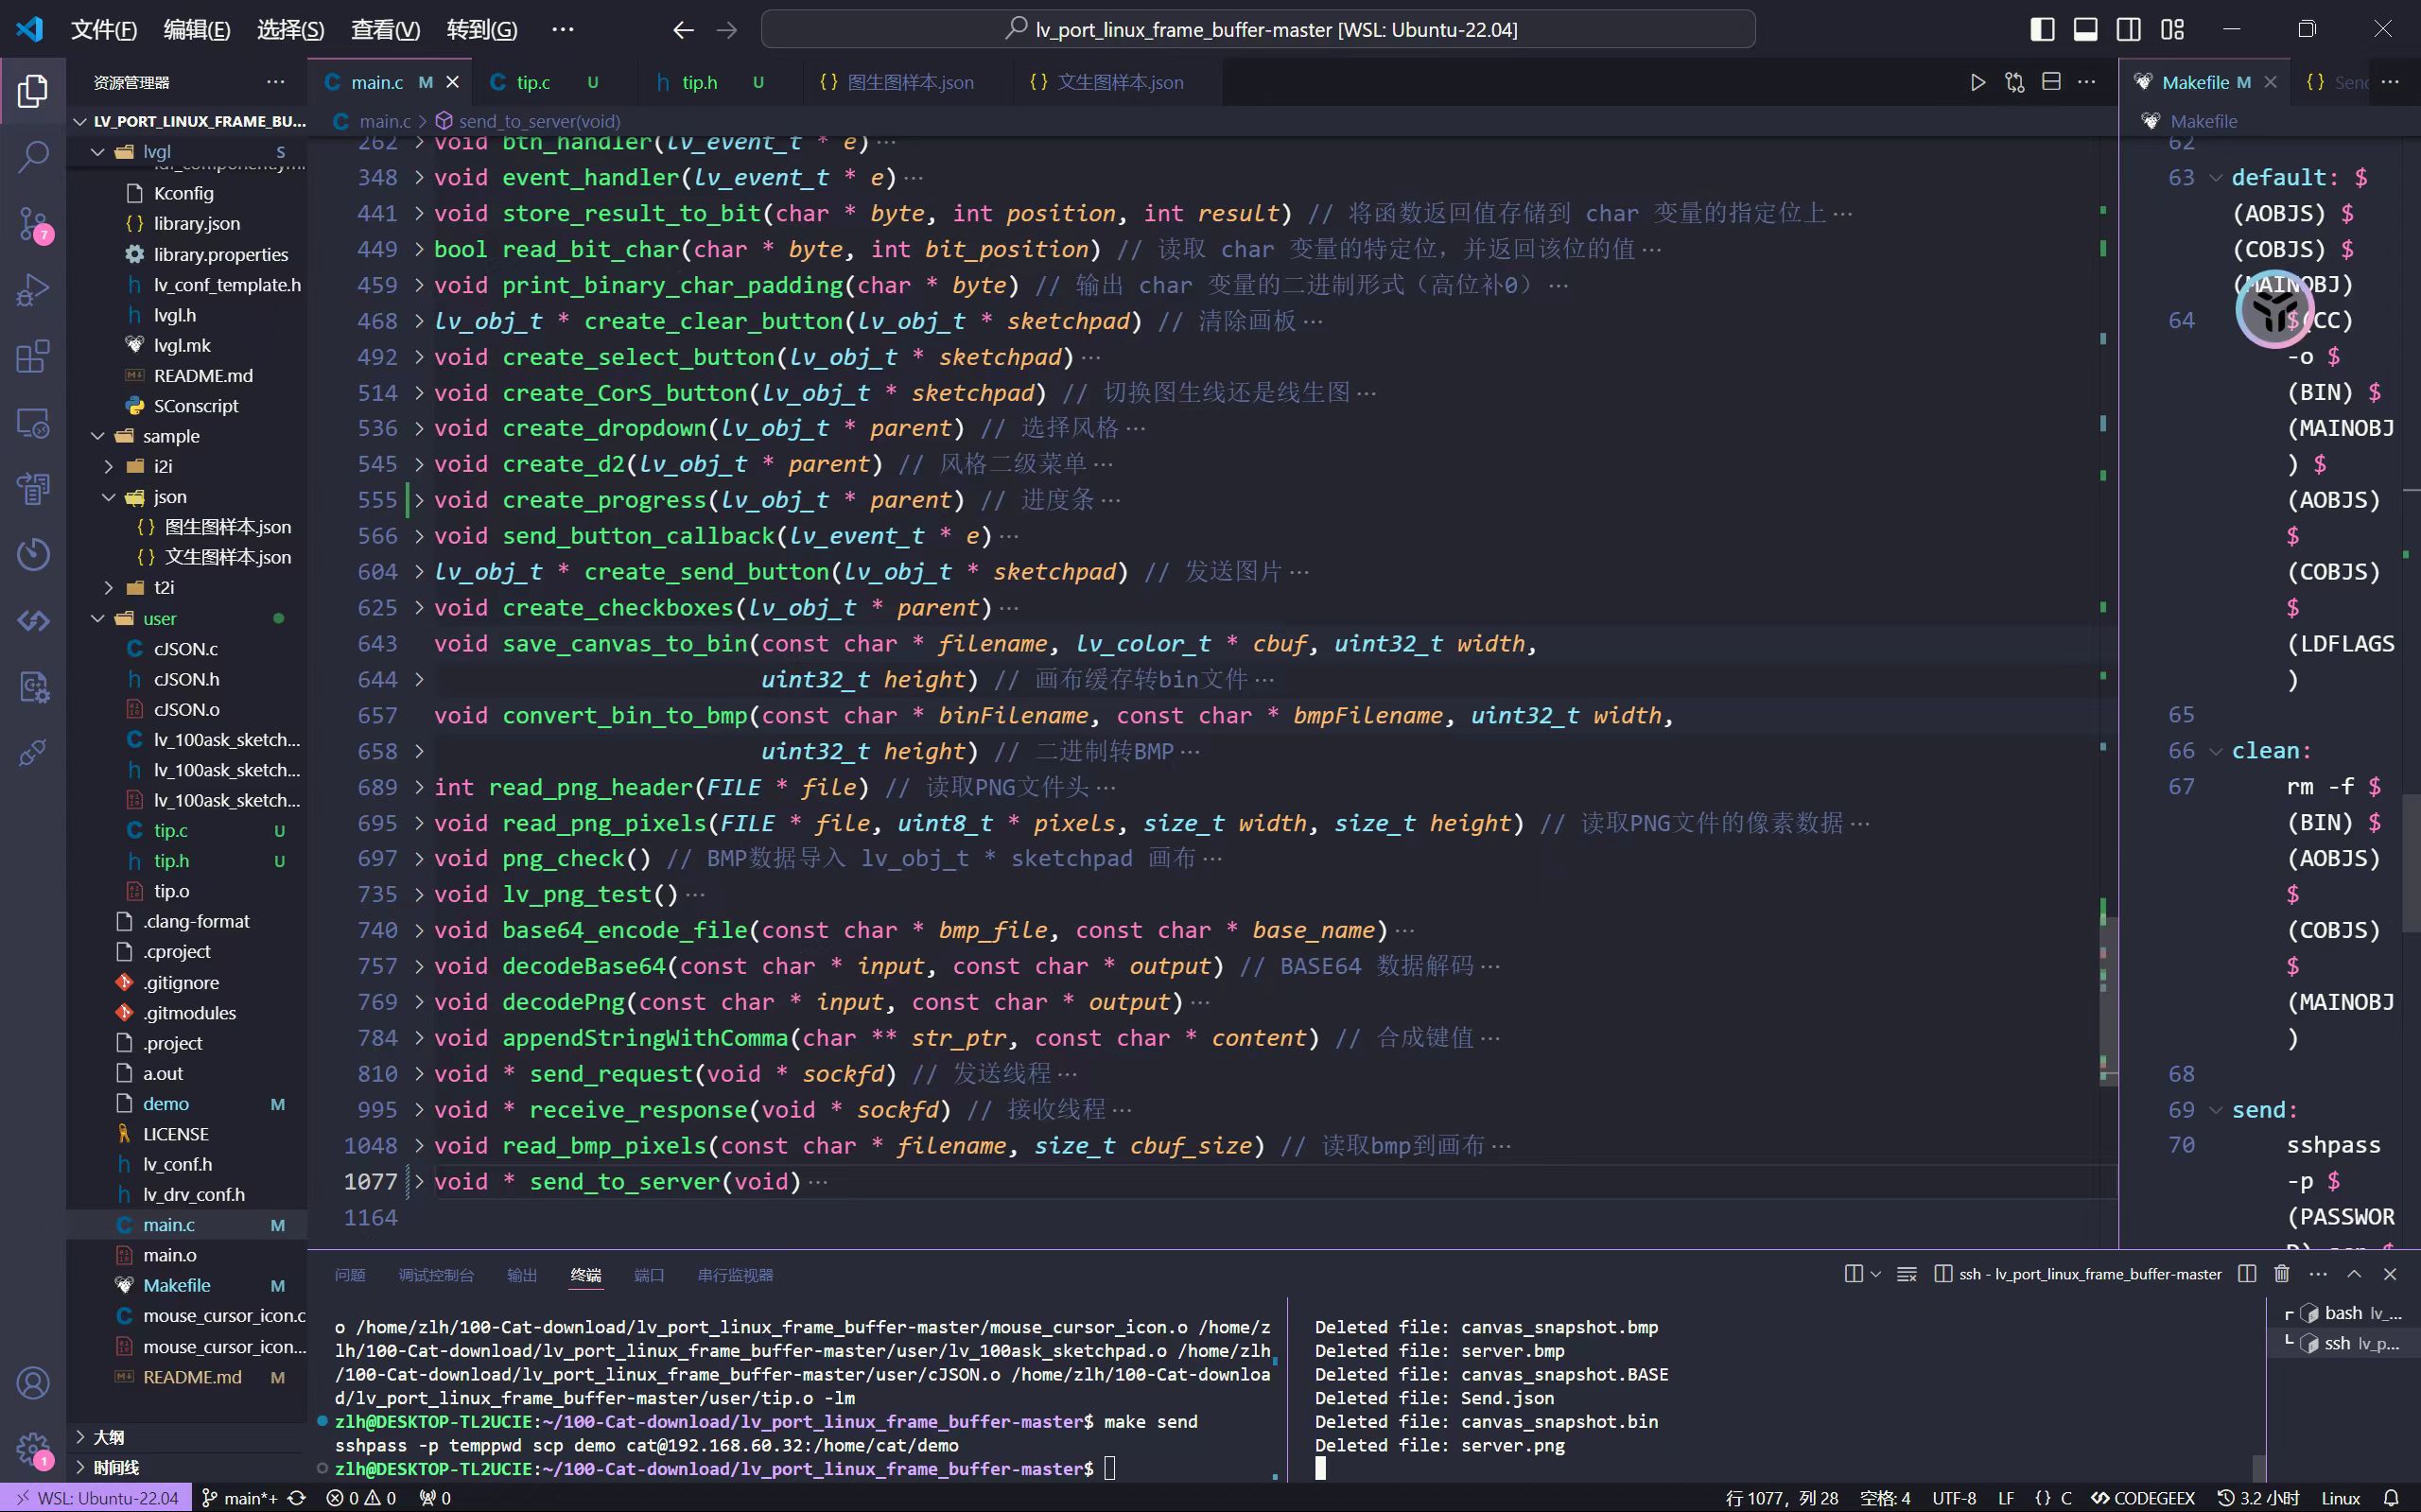 文件(F) 编辑(E) 选择(S) 查看(V) 转到(G) ··· lv_port_linux_frame_buffer-master [WSL: Ubuntu-22.04]
资源管理器 ···
LV_PORT_LINUX_FRAME_BU...
lvgl S
Kconfig
library.json
library.properties
lv_conf_template.h
lvgl.h
lvgl.mk
README.md
SConscript
sample
i2i
json
图生图样本.json
文生图样本.json
t2i
user
cJSON.c
cJSON.h
cJSON.o
lv_100ask_sketch...
lv_100ask_sketch...
lv_100ask_sketch...
tip.c U
tip.h U
tip.o
.clang-format
.cproject
.gitignore
.gitmodules
.project
a.out
demo M
LICENSE
lv_conf.h
lv_drv_conf.h
main.c M
main.o
Makefile M
mouse_cursor_icon.c
mouse_cursor_icon...
README.md M
大纲
时间线
7
1
main.c M tip.c U tip.h U 图生图样本.json 文生图样本.json
main.c > send_to_server(void)
262 > void btn_handler(lv_event_t * e)···
348 > void event_handler(lv_event_t * e)···
441 > void store_result_to_bit(char * byte, int position, int result) // 将函数返回值存储到 char 变量的指定位上···
449 > bool read_bit_char(char * byte, int bit_position) // 读取 char 变量的特定位，并返回该位的值···
459 > void print_binary_char_padding(char * byte) // 输出 char 变量的二进制形式（高位补0）···
468 > lv_obj_t * create_clear_button(lv_obj_t * sketchpad) // 清除画板···
492 > void create_select_button(lv_obj_t * sketchpad)···
514 > void create_CorS_button(lv_obj_t * sketchpad) // 切换图生线还是线生图···
536 > void create_dropdown(lv_obj_t * parent) // 选择风格···
545 > void create_d2(lv_obj_t * parent) // 风格二级菜单···
555 > void create_progress(lv_obj_t * parent) // 进度条···
566 > void send_button_callback(lv_event_t * e)···
604 > lv_obj_t * create_send_button(lv_obj_t * sketchpad) // 发送图片···
625 > void create_checkboxes(lv_obj_t * parent)···
643 void save_canvas_to_bin(const char * filename, lv_color_t * cbuf, uint32_t width,
644 > uint32_t height) // 画布缓存转bin文件···
657 void convert_bin_to_bmp(const char * binFilename, const char * bmpFilename, uint32_t width,
658 > uint32_t height) // 二进制转BMP···
689 > int read_png_header(FILE * file) // 读取PNG文件头···
695 > void read_png_pixels(FILE * file, uint8_t * pixels, size_t width, size_t height) // 读取PNG文件的像素数据···
697 > void png_check() // BMP数据导入 lv_obj_t * sketchpad 画布···
735 > void lv_png_test()···
740 > void base64_encode_file(const char * bmp_file, const char * base_name)···
757 > void decodeBase64(const char * input, const char * output) // BASE64 数据解码···
769 > void decodePng(const char * input, const char * output)···
784 > void appendStringWithComma(char ** str_ptr, const char * content) // 合成键值···
810 > void * send_request(void * sockfd) // 发送线程···
995 > void * receive_response(void * sockfd) // 接收线程···
1048 > void read_bmp_pixels(const char * filename, size_t cbuf_size) // 读取bmp到画布···
1077 > void * send_to_server(void)···
1164
Makefile M
Makefile
62
63 default: $
(AOBJS) $
(COBJS) $
(MAINOBJ)
64 $(CC)
-o $
(BIN) $
(MAINOBJ
) $
(AOBJS)
$
(COBJS)
$
(LDFLAGS
)
65
66 clean:
67 rm -f $
(BIN) $
(AOBJS)
$
(COBJS)
$
(MAINOBJ
)
68
69 send:
70 sshpass
-p $
(PASSWOR
问题 调试控制台 输出 终端 端口 串行监视器 ssh - lv_port_linux_frame_buffer-master
o /home/zlh/100-Cat-download/lv_port_linux_frame_buffer-master/mouse_cursor_icon.o /home/z
lh/100-Cat-download/lv_port_linux_frame_buffer-master/user/lv_100ask_sketchpad.o /home/zlh
/100-Cat-download/lv_port_linux_frame_buffer-master/user/cJSON.o /home/zlh/100-Cat-downloa
d/lv_port_linux_frame_buffer-master/user/tip.o -lm
zlh@DESKTOP-TL2UCIE:~/100-Cat-download/lv_port_linux_frame_buffer-master$ make send
sshpass -p temppwd scp demo cat@192.168.60.32:/home/cat/demo
zlh@DESKTOP-TL2UCIE:~/100-Cat-download/lv_port_linux_frame_buffer-master$
Deleted file: canvas_snapshot.bmp
Deleted file: server.bmp
Deleted file: canvas_snapshot.BASE
Deleted file: Send.json
Deleted file: canvas_snapshot.bin
Deleted file: server.png
bash lv_...
ssh lv_p...
WSL: Ubuntu-22.04 main*+ 0 0 0 行 1077，列 28 空格: 4 UTF-8 LF {} C CODEGEEX 3.2 小时 Linux